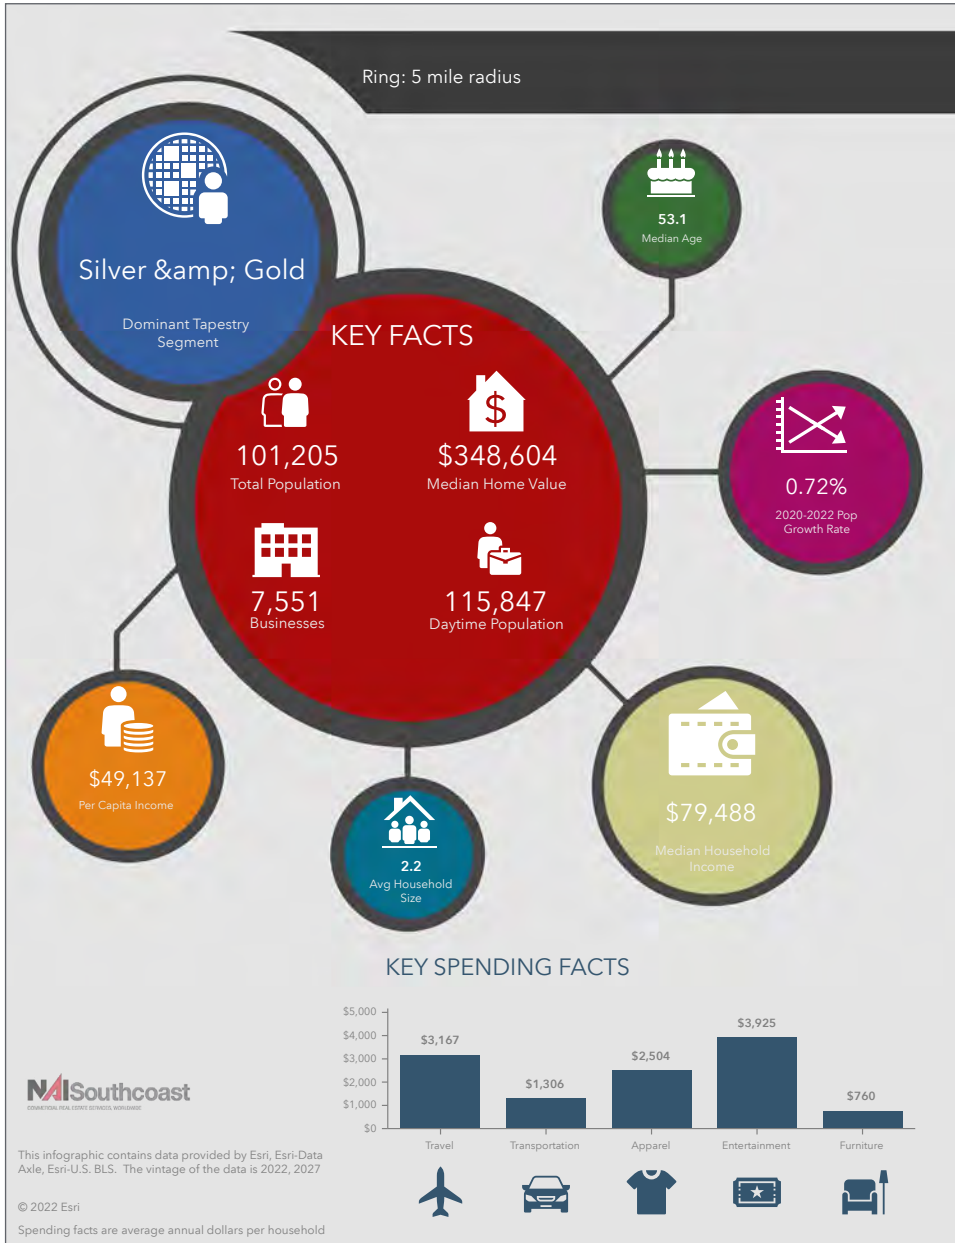 Ring: 5 mile radius
Silver &amp; Gold
Dominant Tapestry
Segment
53.1
Median Age
KEY FACTS
101,205
Total Population
$348,604
Median Home Value
7,551
Businesses
115,847
Daytime Population
0.72%
2020-2022 Pop
Growth Rate
$49,137
Per Capita Income
2.2
Avg Household
Size
$79,488
Median Household
Income
KEY SPENDING FACTS
$5,000
$4,000
$3,000
$2,000
$1,000
$0
$3,167
$1,306
$2,504
$3,925
$760
Travel
Transportation
Apparel
Entertainment
Furniture
NAISouthcoast
COMMERCIAL REAL ESTATE SERVICES, WORLDWIDE
This infographic contains data provided by Esri, Esri-Data
Axle, Esri-U.S. BLS.  The vintage of the data is 2022, 2027
© 2022 Esri
Spending facts are average annual dollars per household